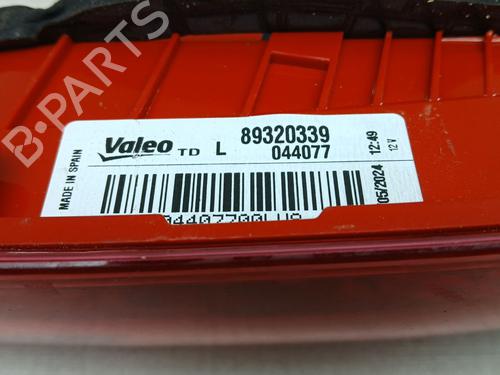 B-PARTS
MADE IN SPAIN
Valeo TD L 89320339
044077
05/2024 12:49
12 V